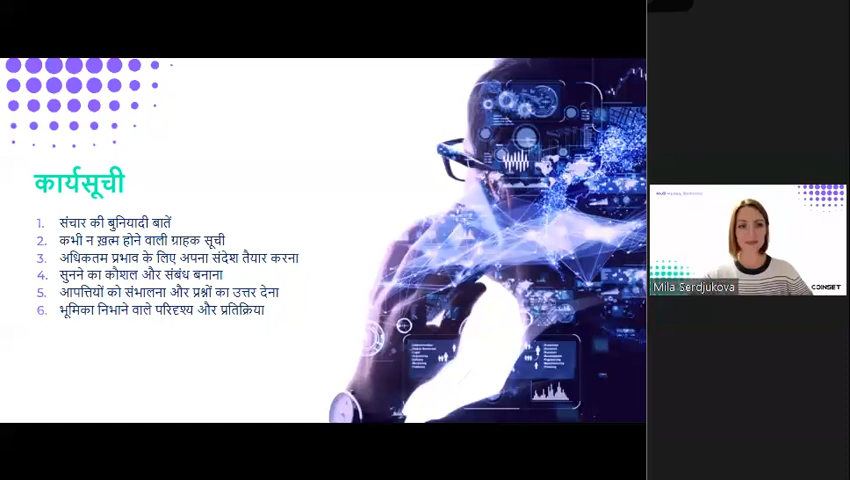 कार्यसूची
1. संचार की बुनियादी बातें
2. कभी न ख़त्म होने वाली ग्राहक सूची
3. अधिकतम प्रभाव के लिए अपना संदेश तैयार करना
4. सुनने का कौशल और संबंध बनाना
5. आपत्तियों को संभालना और प्रश्नों का उत्तर देना
6. भूमिका निभाने वाले परिदृश्य और प्रतिक्रिया
Mila Serdjukova
COINSET